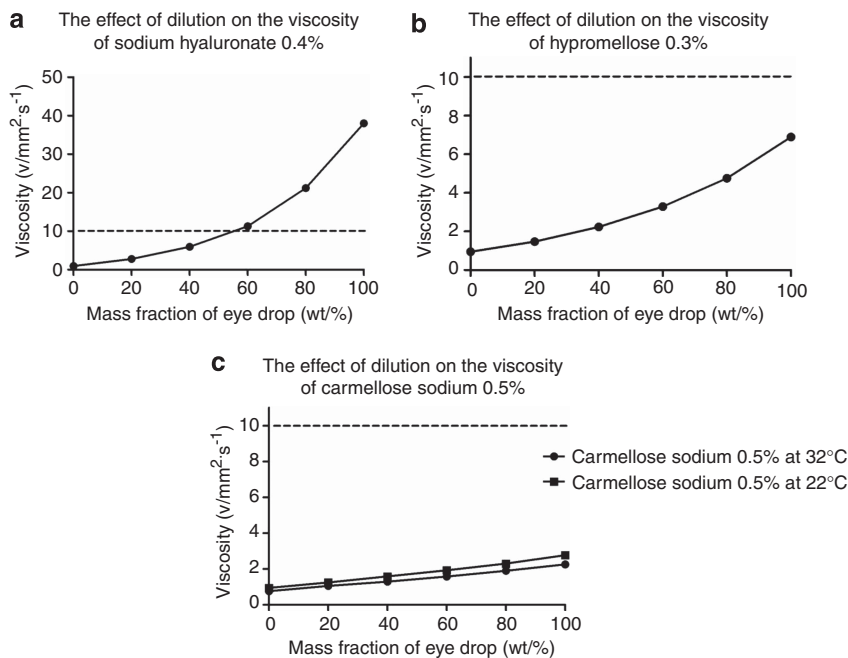 a
The effect of dilution on the viscosity
of sodium hyaluronate 0.4%
Viscosity (v/mm²·s⁻¹)
50
40
30
20
10
0
0 20 40 60 80 100
Mass fraction of eye drop (wt/%)
b
The effect of dilution on the viscosity
of hypromellose 0.3%
Viscosity (v/mm²·s⁻¹)
10
8
6
4
2
0
0 20 40 60 80 100
Mass fraction of eye drop (wt/%)
c
The effect of dilution on the viscosity
of carmellose sodium 0.5%
Viscosity (v/mm²·s⁻¹)
10
8
6
4
2
0
0 20 40 60 80 100
Mass fraction of eye drop (wt/%)
Carmellose sodium 0.5% at 32°C
Carmellose sodium 0.5% at 22°C